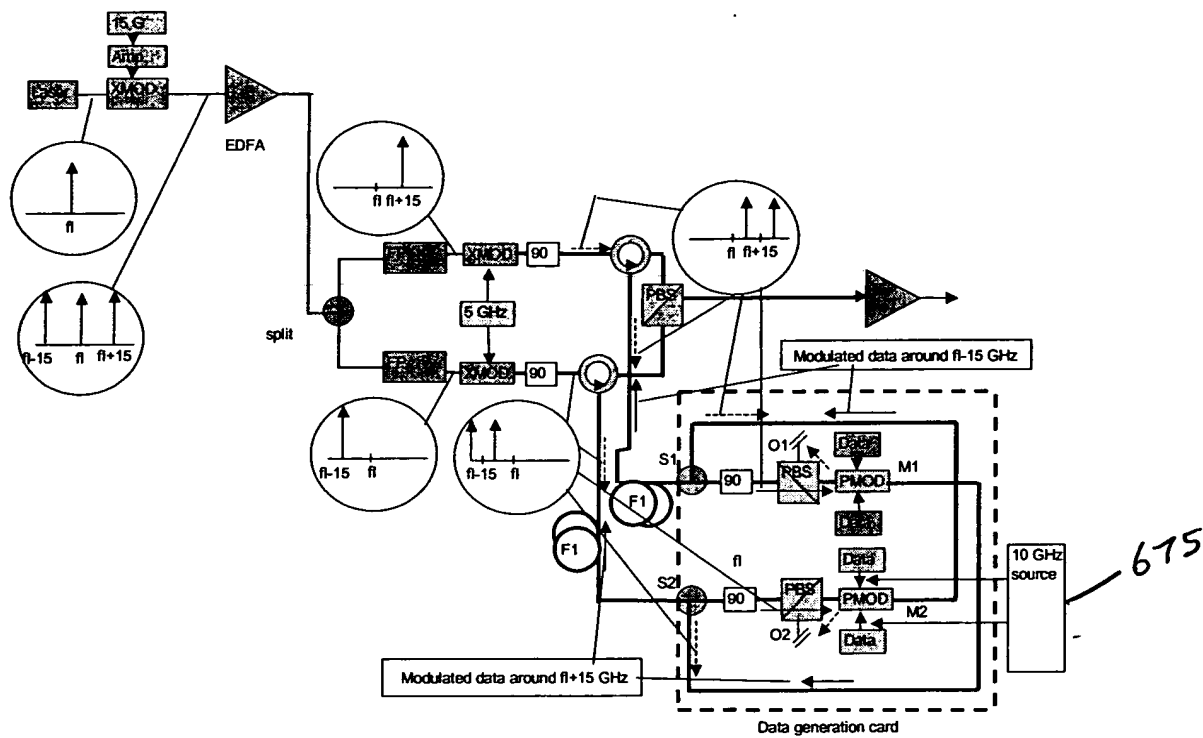 Laser
XMOD
EDFA
fl
fl-15 fl fl+15
split
fl fl+15
XMOD
90
5 GHz
XMOD
90
fl-15 fl
fl-15 fl
fl fl+15
PBS
Modulated data around fl-15 GHz
S1
90
O1
PBS
Data
PMOD
M1
Data
F1
F1
fl
S2
90
PBS
O2
Data
PMOD
M2
Data
10 GHz
source
675
Modulated data around fl+15 GHz
Data generation card